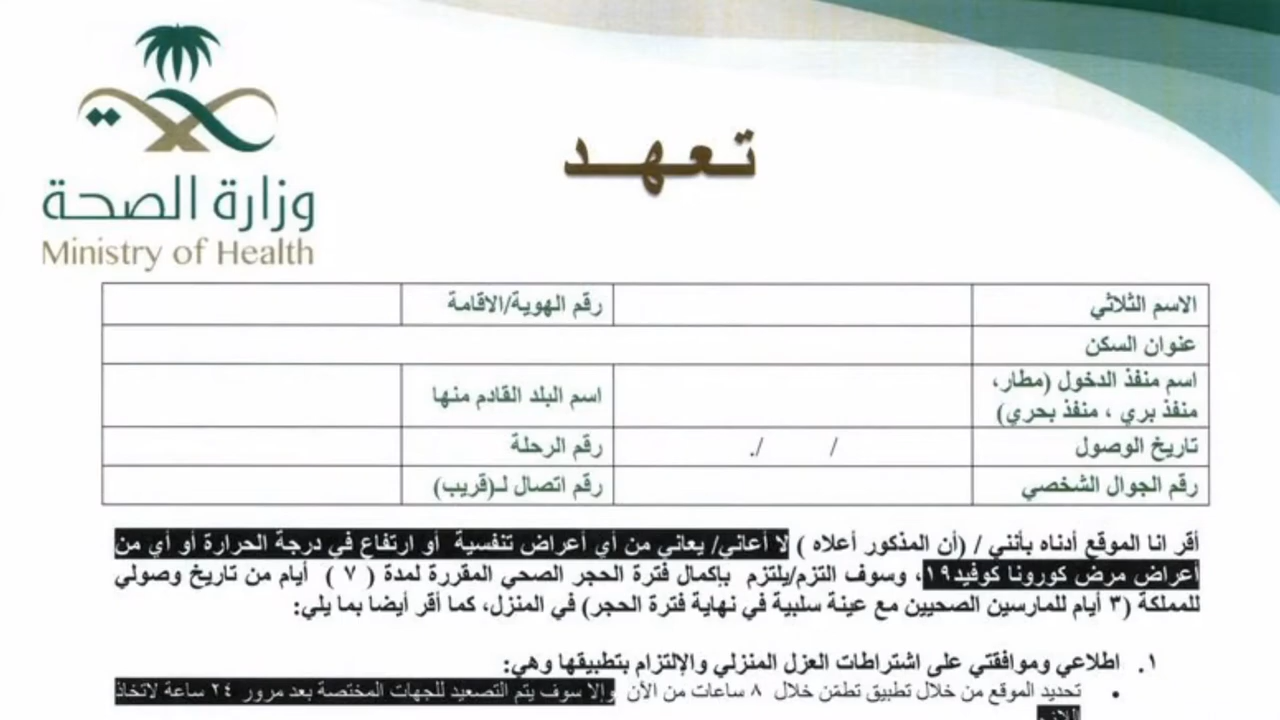 وزارة الصحة
Ministry of Health
تعهد
الاسم الثلاثي
رقم الهوية/الاقامة
عنوان السكن
اسم منفذ الدخول (مطار،
منفذ بري ، منفذ بحري)
اسم البلد القادم منها
تاريخ الوصول
/ /.
رقم الرحلة
رقم الجوال الشخصي
رقم اتصال لـ(قريب)
أقر انا الموقع أدناه بأنني / (أن المذكور أعلاه ) لا أعاني/ يعاني من أي أعراض تنفسية أو ارتفاع في درجة الحرارة أو أي من
أعراض مرض كورونا كوفيد١٩، وسوف التزم/يلتزم بإكمال فترة الحجر الصحي المقررة لمدة ( ٧ ) أيام من تاريخ وصولي
للمملكة (٣ أيام للمارسين الصحيين مع عينة سلبية في نهاية فترة الحجر) في المنزل، كما أقر أيضا بما يلي:
١. اطلاعي وموافقتي على اشتراطات العزل المنزلي والإلتزام بتطبيقها وهي:
• تحديد الموقع من خلال تطبيق تطمّن خلال ٨ ساعات من الآن وإلا سوف يتم التصعيد للجهات المختصة بعد مرور ٢٤ ساعة لاتخاذ